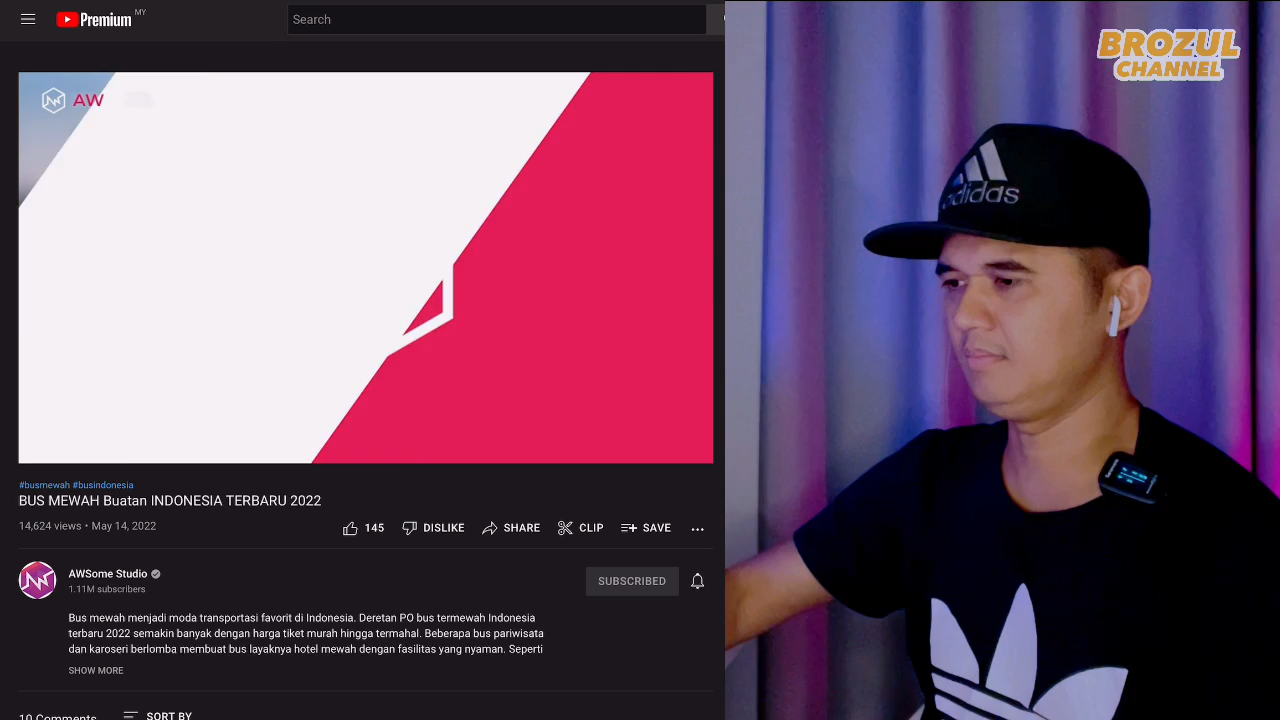 Premium
MY
Search
AW
#busmewah #busindonesia
BUS MEWAH Buatan INDONESIA TERBARU 2022
14,624 views • May 14, 2022
145
DISLIKE
SHARE
CLIP
SAVE
AWSome Studio
1.11M subscribers
SUBSCRIBED
Bus mewah menjadi moda transportasi favorit di Indonesia. Deretan PO bus termewah Indonesia
terbaru 2022 semakin banyak dengan harga tiket murah hingga termahal. Beberapa bus pariwisata
dan karoseri berlomba membuat bus layaknya hotel mewah dengan fasilitas yang nyaman. Seperti
SHOW MORE
10 Comments
SORT BY
BROZUL
CHANNEL
adidas